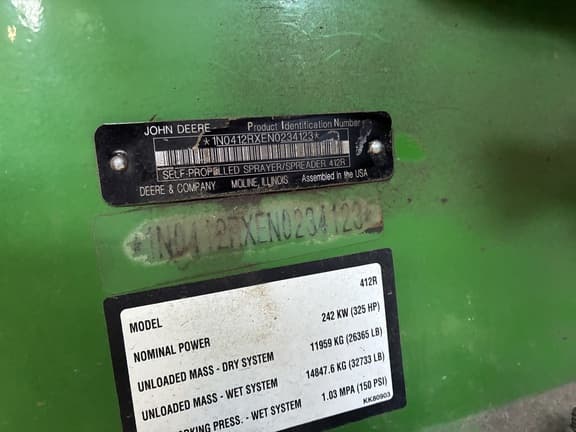 JOHN DEERE Product Identification Number
*1N0412RXEN0234123*
SELF-PROPELLED SPRAYER/SPREADER 412R
DEERE & COMPANY MOLINE, ILLINOIS Assembled in the USA
*1N0412RXEN0234123*
MODEL 412R
NOMINAL POWER 242 KW (325 HP)
UNLOADED MASS - DRY SYSTEM 11959 KG (26365 LB)
UNLOADED MASS - WET SYSTEM 14847.6 KG (32733 LB)
WORKING PRESS. - WET SYSTEM 1.03 MPA (150 PSI)
KK80903